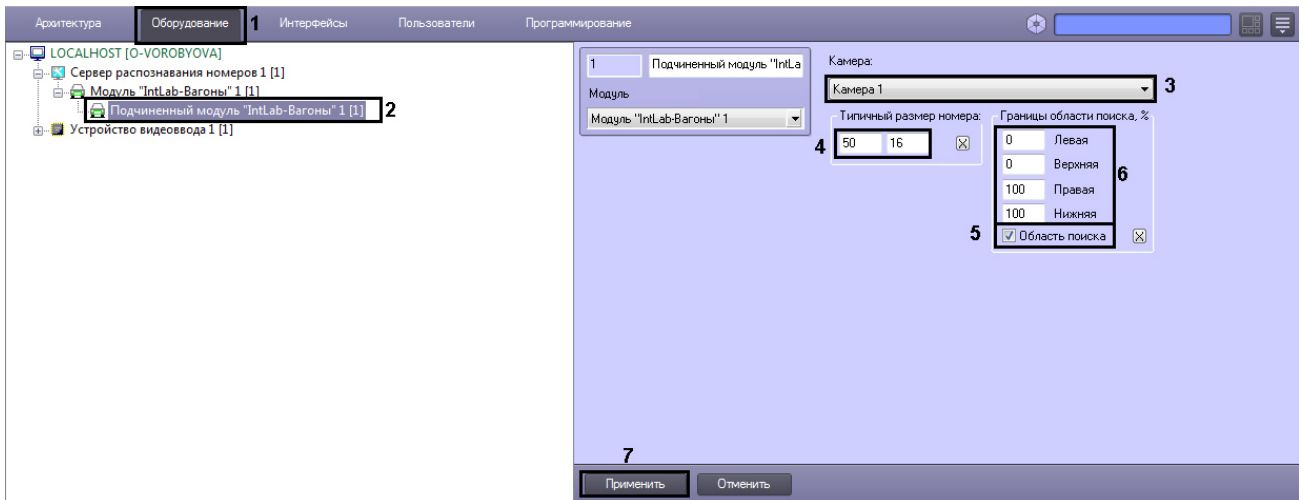 Архитектура Оборудование 1 Интерфейсы Пользователи Программирование
LOCALHOST [O-VOROBYOVA]
Сервер распознавания номеров 1 [1]
Модуль "IntLab-Вагоны" 1 [1]
Подчиненный модуль "IntLab-Вагоны" 1 [1] 2
Устройство видеоввода 1 [1]
1 Подчиненный модуль "IntLa
Модуль
Модуль "IntLab-Вагоны" 1
Камера:
Камера 1 3
Типичный размер номера:
4 50 16
Границы области поиска, %
0 Левая
0 Верхняя
6
100 Правая
100 Нижняя
5 Область поиска
7
Применить Отменить